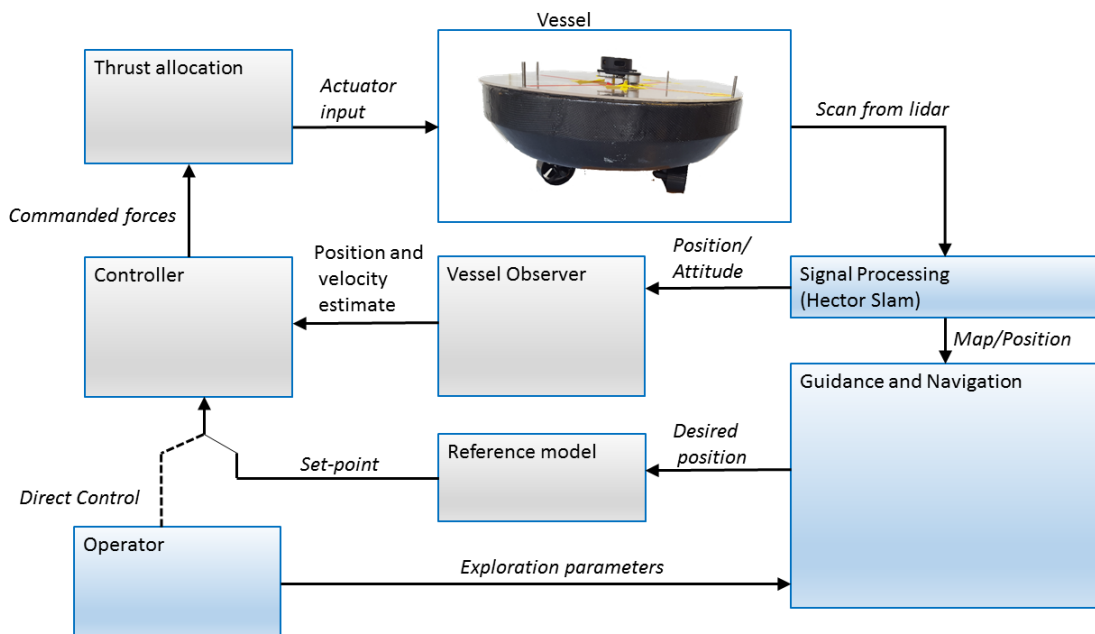 Vessel
Thrust allocation
Actuator
input
Scan from lidar
Commanded forces
Controller
Position and
velocity
estimate
Vessel Observer
Position/
Attitude
Signal Processing
(Hector Slam)
Map/Position
Guidance and Navigation
Set-point
Reference model
Desired
position
Direct Control
Operator
Exploration parameters